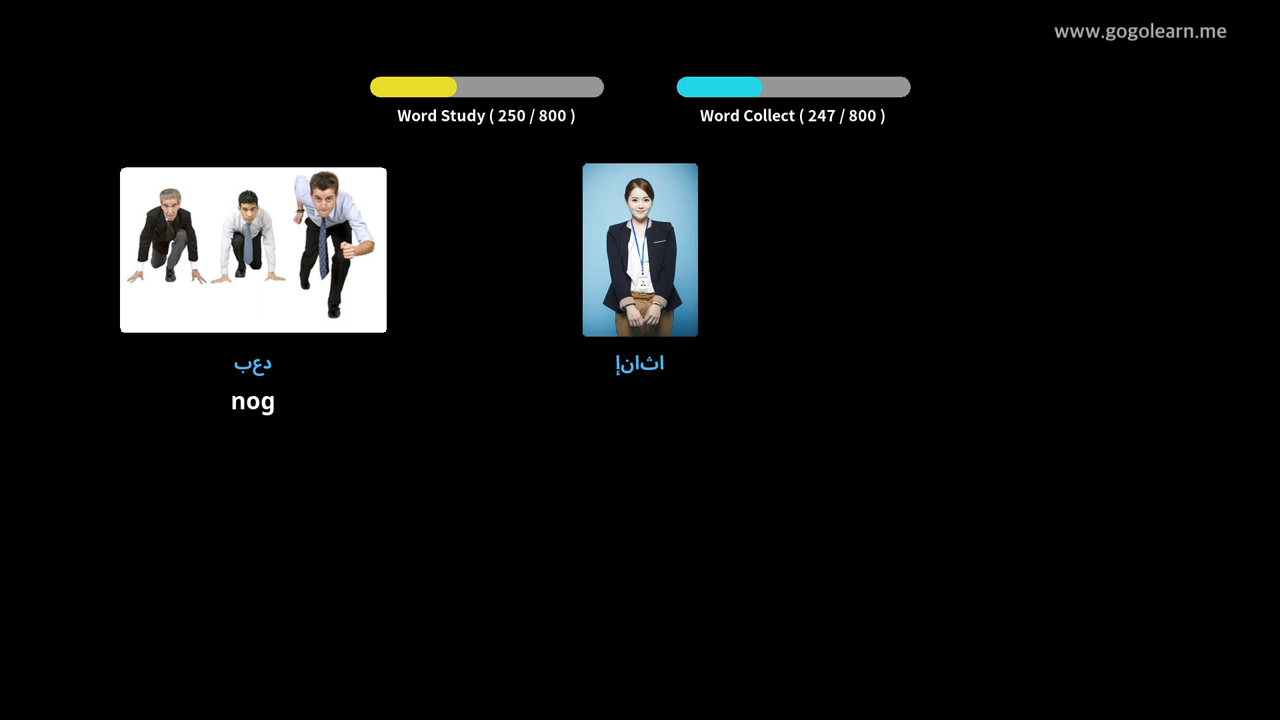 www.gogolearn.me
Word Study ( 250 / 800 )
Word Collect ( 247 / 800 )
دعب
nog
اثانإ